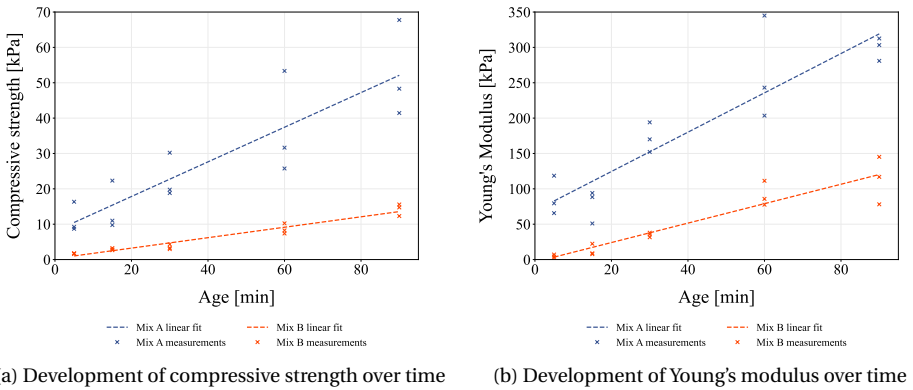 70
60
50
40
30
20
10
0
0
20
40
60
80
Compressive strength [kPa]
Age [min]
Mix A linear fit
Mix B linear fit
Mix A measurements
Mix B measurements
a) Development of compressive strength over time
350
300
250
200
150
100
50
0
0
20
40
60
80
Young's Modulus [kPa]
Age [min]
Mix A linear fit
Mix B linear fit
Mix A measurements
Mix B measurements
(b) Development of Young’s modulus over time